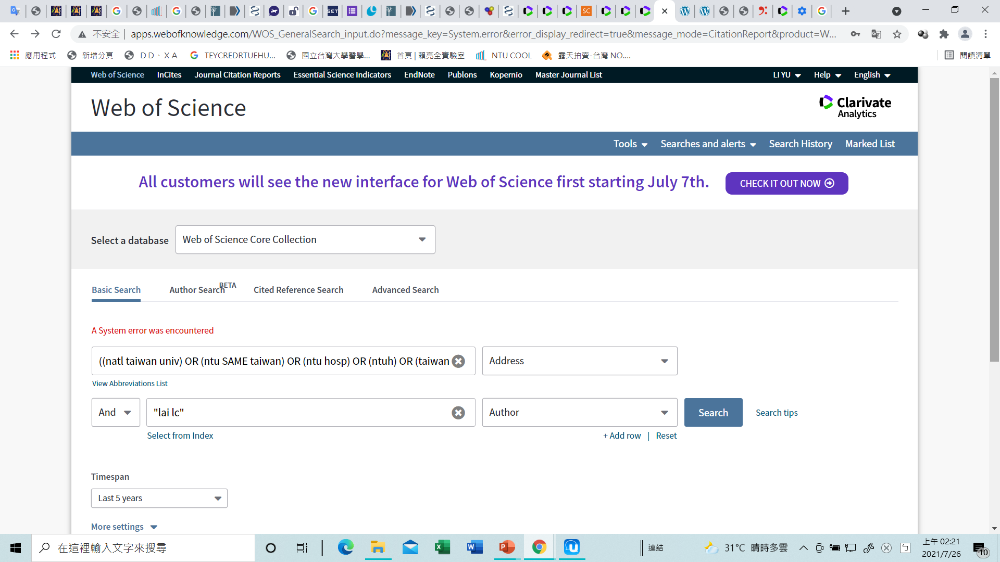 SET
SC
不安全
apps.webofknowledge.com/WOS_GeneralSearch_input.do?message_key=System.error&error_display_redirect=true&message_mode=CitationReport&product=W...
應用程式
新增分頁
D D、X A
TEYCREDRTUEHU...
國立台灣大學醫學...
首頁 | 賴亮全實驗室
NTU COOL
露天拍賣-台灣 NO....
閱讀清單
Web of Science InCites Journal Citation Reports Essential Science Indicators EndNote Publons Kopernio Master Journal List LI YU Help English
Web of Science
Clarivate
Analytics
Tools Searches and alerts Search History Marked List
All customers will see the new interface for Web of Science first starting July 7th. CHECK IT OUT NOW
Select a database Web of Science Core Collection
Basic Search Author Search BETA Cited Reference Search Advanced Search
A System error was encountered
((natl taiwan univ) OR (ntu SAME taiwan) OR (ntu hosp) OR (ntuh) OR (taiwan Address
View Abbreviations List
And "lai lc" Author Search Search tips
Select from Index + Add row | Reset
Timespan
Last 5 years
More settings
在這裡輸入文字來搜尋
連結
31°C 晴時多雲
ㄅ
上午 02:21
2021/7/26
10